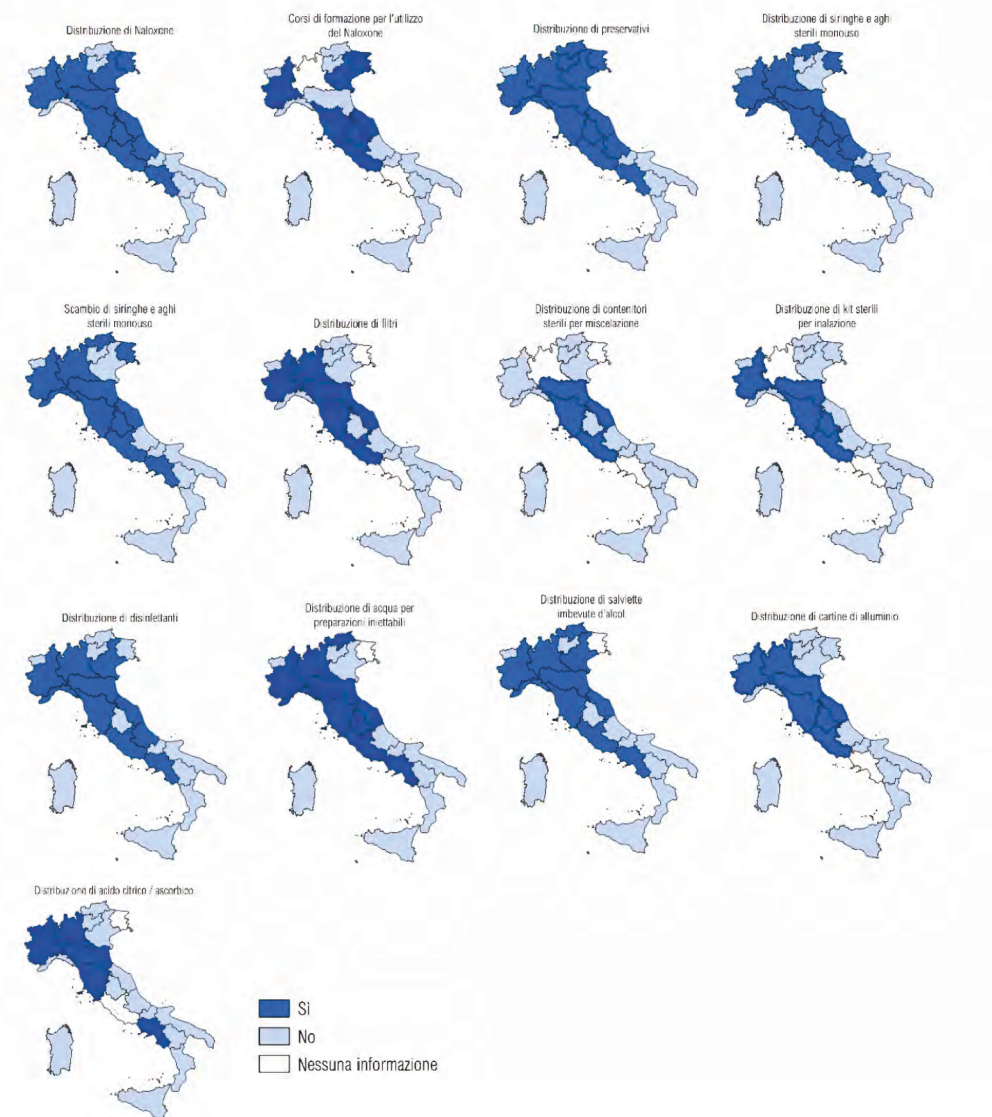 Distribuzione di Naloxone
Corsi di formazione per l'utilizzo
del Naloxone
Distribuzione di preservativi
Distribuzione di siringhe e aghi
sterili monouso
Scambio di siringhe e aghi
sterili monouso
Distribuzione di filtri
Distribuzione di contenitori
sterili per miscelazione
Distribuzione di kit sterili
per inalazione
Distribuzione di disinfettanti
Distribuzione di acqua per
preparazioni iniettabili
Distribuzione di salviette
imbevute d'alcol
Distribuzione di cartine di alluminio
Distribuzione di acido citrico / ascorbico
Sì
No
Nessuna informazione